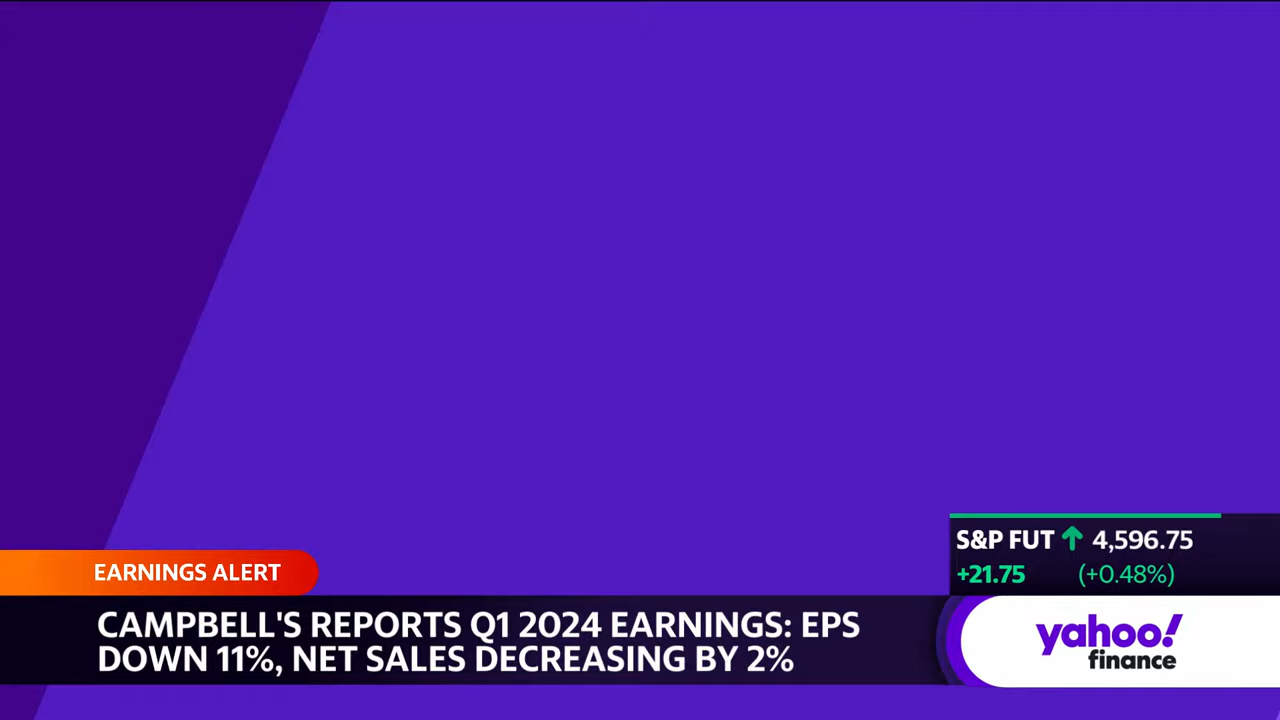 S&P FUT ↑ 4,596.75
+21.75 (+0.48%)
EARNINGS ALERT
CAMPBELL'S REPORTS Q1 2024 EARNINGS: EPS
DOWN 11%, NET SALES DECREASING BY 2%
yahoo!
finance